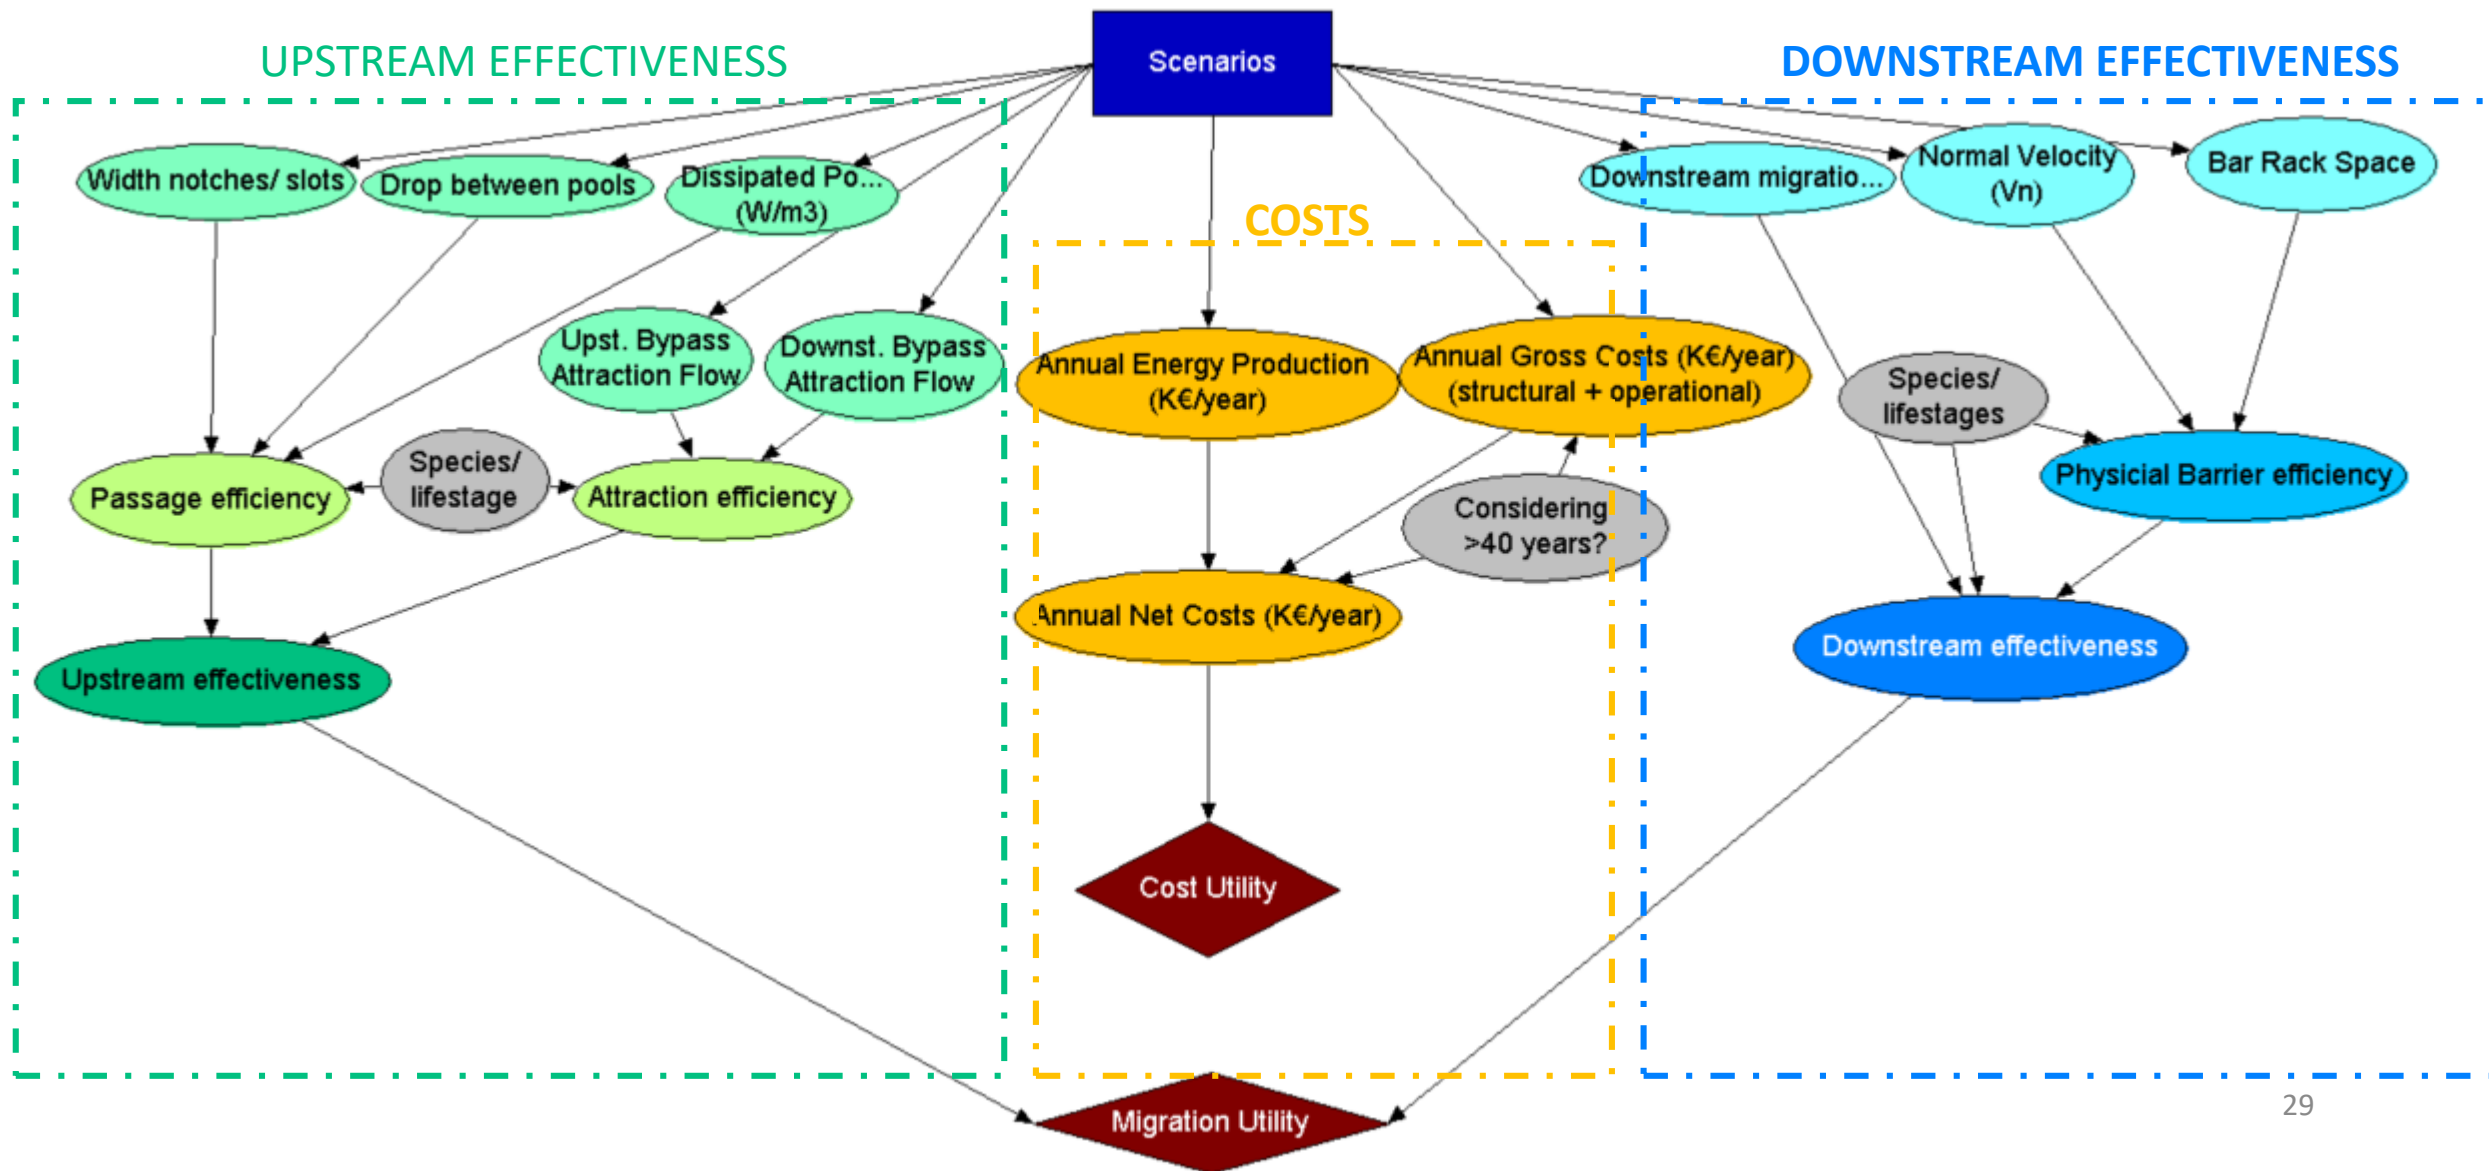 UPSTREAM EFFECTIVENESS
Scenarios
DOWNSTREAM EFFECTIVENESS
Width notches/ slots
Drop between pools
Dissipated Po...
(W/m3)
COSTS
Downstream migratio...
Normal Velocity
(Vn)
Bar Rack Space
Upst. Bypass
Attraction Flow
Downst. Bypass
Attraction Flow
Annual Energy Production
(K€/year)
Annual Gross Costs (K€/year)
(structural + operational)
Species/
lifestages
Passage efficiency
Species/
lifestage
Attraction efficiency
Considering
>40 years?
Physicial Barrier efficiency
Upstream effectiveness
Annual Net Costs (K€/year)
Downstream effectiveness
Cost Utility
Migration Utility
29